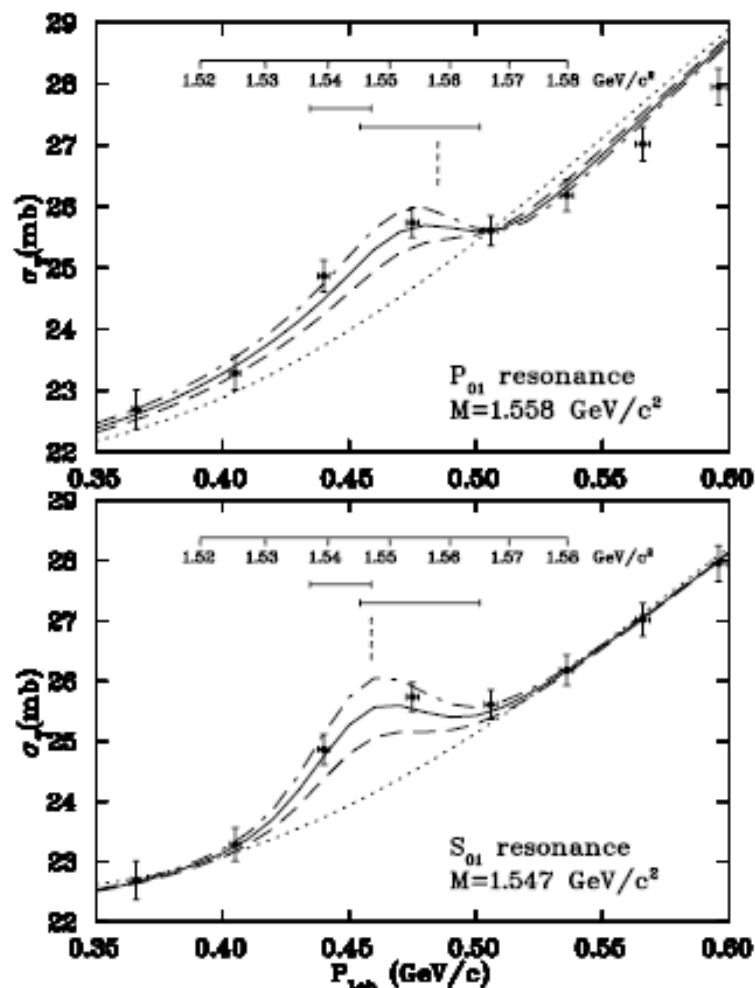 29
28
27
26
25
24
23
22
σT(mb)
1.52 1.53 1.54 1.55 1.56 1.57 1.58 GeV/c²
P₀₁ resonance
M=1.558 GeV/c²
0.35 0.40 0.45 0.50 0.55 0.60
29
28
27
26
25
24
23
22
σT(mb)
1.52 1.53 1.54 1.55 1.56 1.57 1.58 GeV/c²
S₀₁ resonance
M=1.547 GeV/c²
0.35 0.40 0.45 0.50 0.55 0.60
Plab (GeV/c)